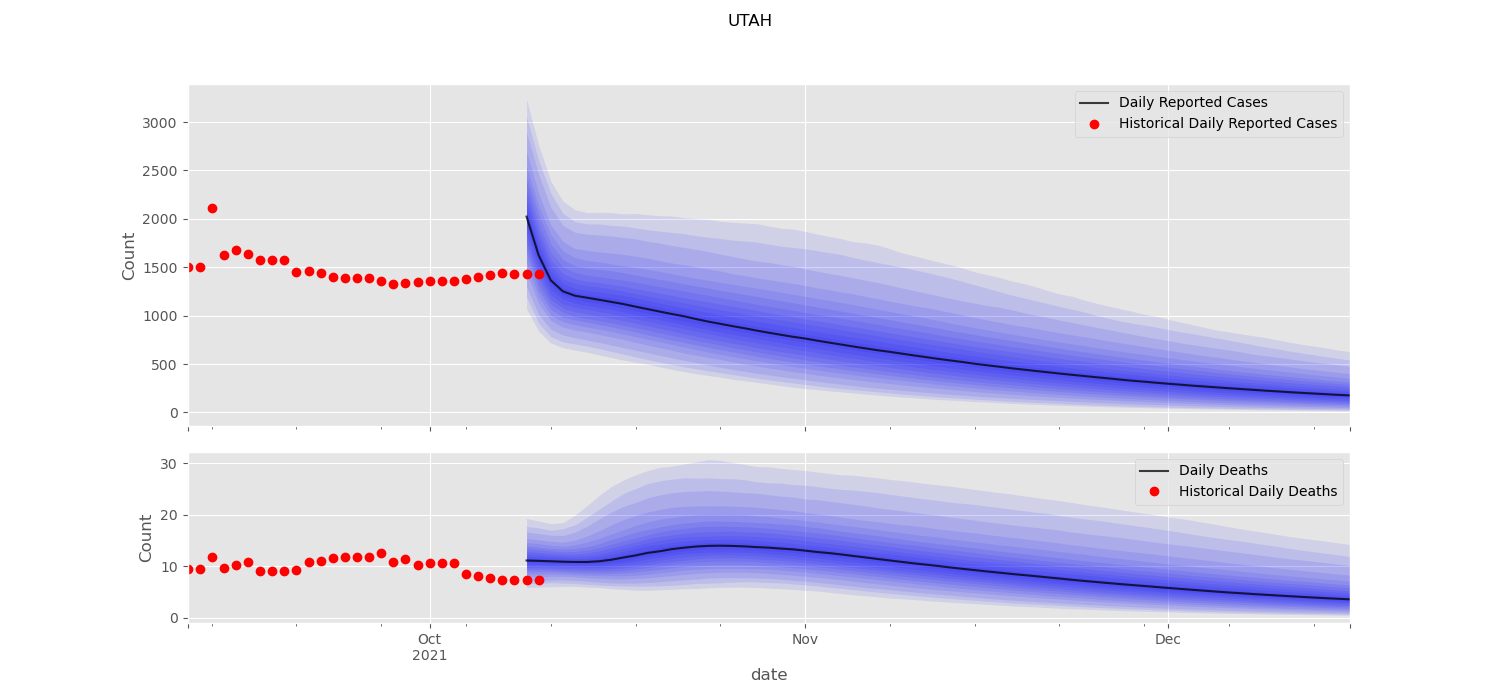 UTAH
3000
2500
2000
1500
1000
500
0
Count
Daily Reported Cases
Historical Daily Reported Cases
30
20
10
0
Count
Daily Deaths
Historical Daily Deaths
Oct
2021
Nov
Dec
date